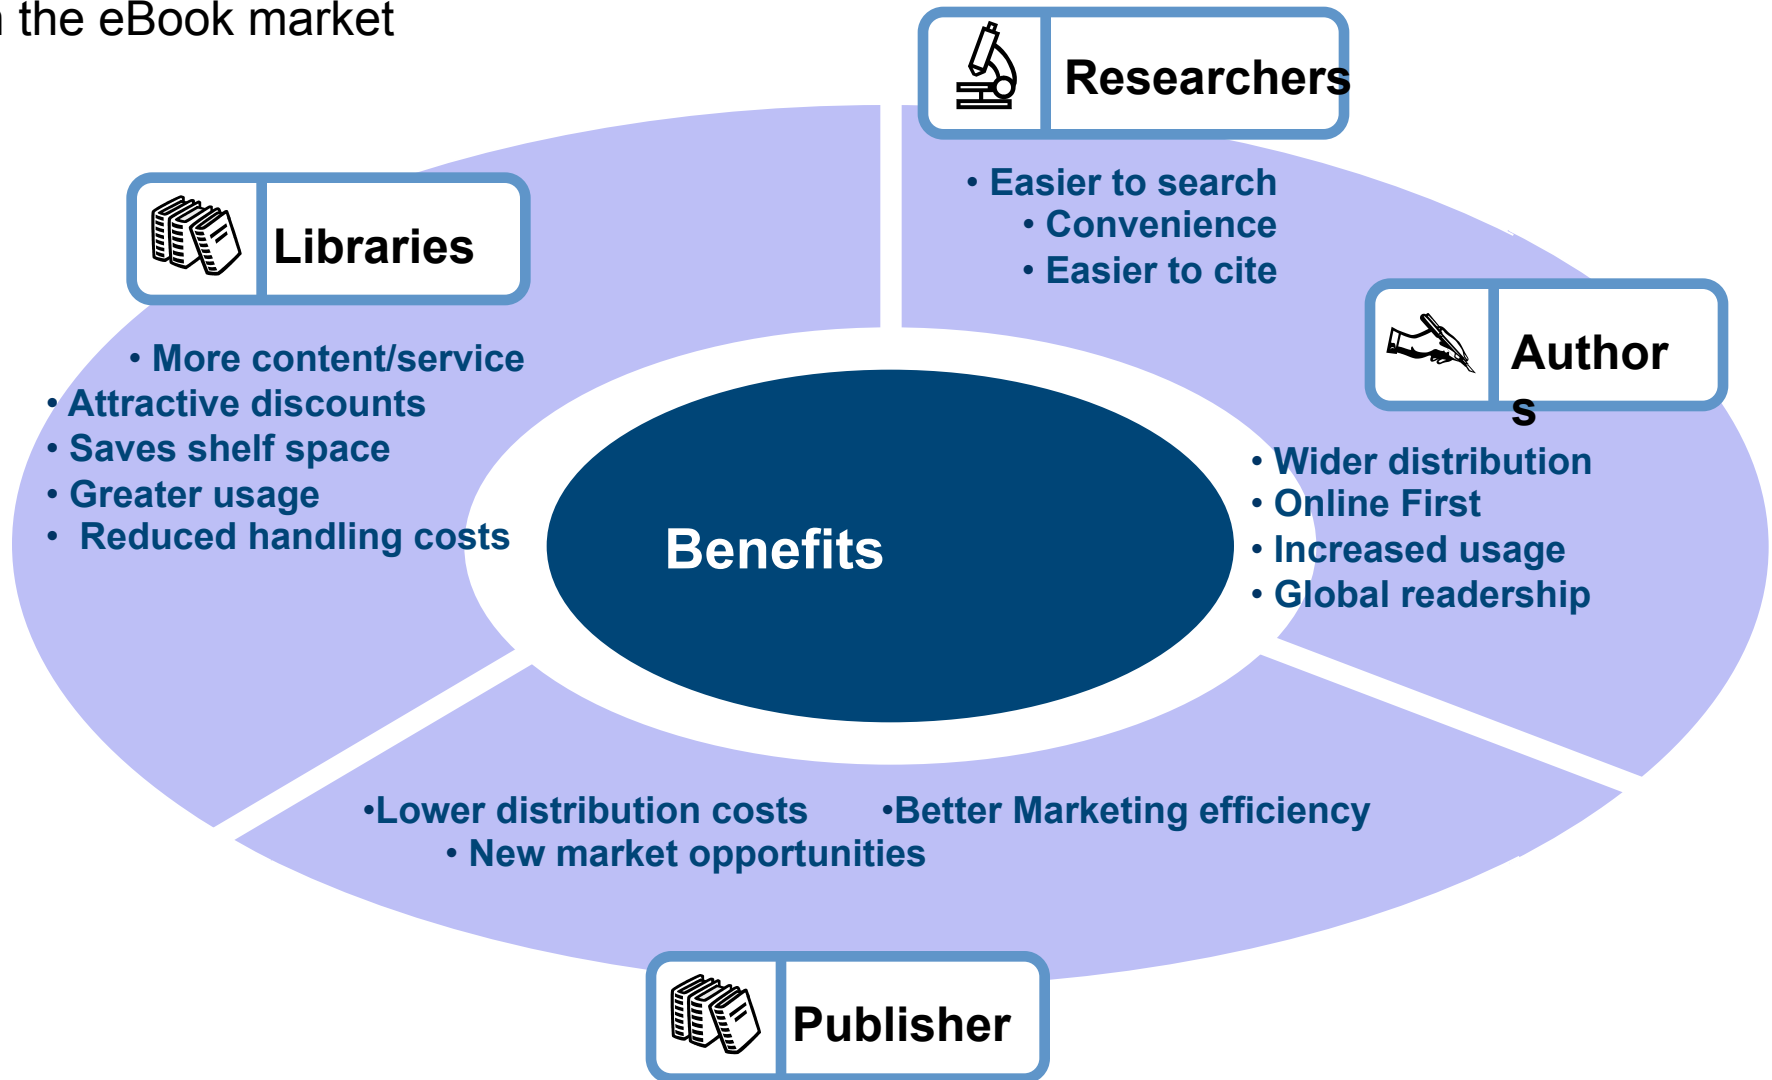 the eBook market
Researchers
• Easier to search
• Convenience
• Easier to cite
Libraries
• More content/service
• Attractive discounts
• Saves shelf space
• Greater usage
• Reduced handling costs
Author
s
• Wider distribution
• Online First
• Increased usage
• Global readership
Benefits
•Lower distribution costs •Better Marketing efficiency
• New market opportunities
Publisher